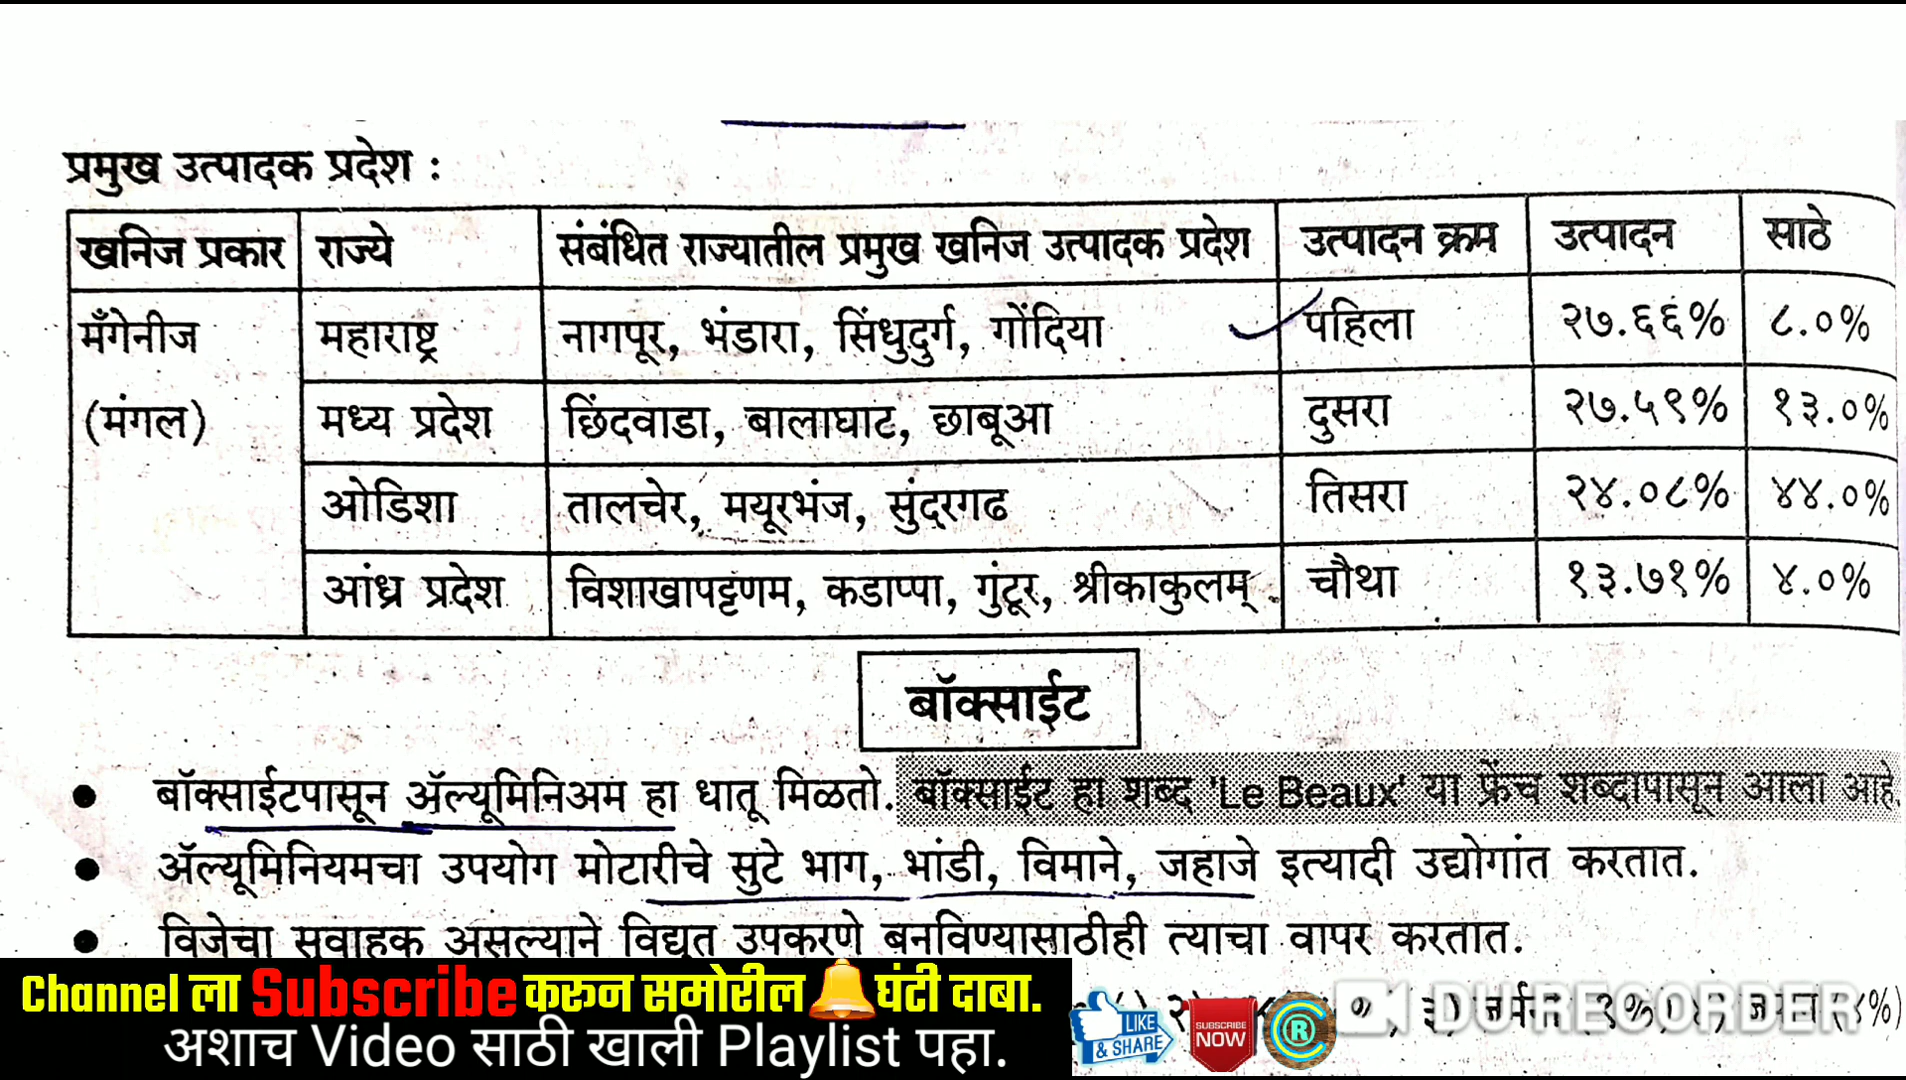 प्रमुख उत्पादक प्रदेश :
खनिज प्रकार राज्ये संबंधित राज्यातील प्रमुख खनिज उत्पादक प्रदेश उत्पादन क्रम उत्पादन साठे
मँगेनीज महाराष्ट्र नागपूर, भंडारा, सिंधुदुर्ग, गोंदिया पहिला २७.६६% ८.०%
(मंगल) मध्य प्रदेश छिंदवाडा, बालाघाट, छाबूआ दुसरा २७.५९% १३.०%
ओडिशा तालचेर, मयूरभंज, सुंदरगढ तिसरा २४.०८% ४४.०%
आंध्र प्रदेश विशाखापट्टणम, कडाप्पा, गुंटूर, श्रीकाकुलम् चौथा १३.७१% ४.०%
बॉक्साईट
● बॉक्साईटपासून ॲल्यूमिनिअम हा धातू मिळतो. बॉक्साईट हा शब्द 'Le Beaux' या फ्रेंच शब्दापासून आला आहे.
● ॲल्यूमिनियमचा उपयोग मोटारीचे सुटे भाग, भांडी, विमाने, जहाजे इत्यादी उद्योगांत करतात.
● विजेचा सुवाहक असल्याने विद्युत उपकरणे बनविण्यासाठीही त्याचा वापर करतात.
Channel ला Subscribe करून समोरील घंटी दाबा.
अशाच Video साठी खाली Playlist पहा.
LIKE
& SHARE
SUBSCRIBE
NOW
R
DU RECORDER